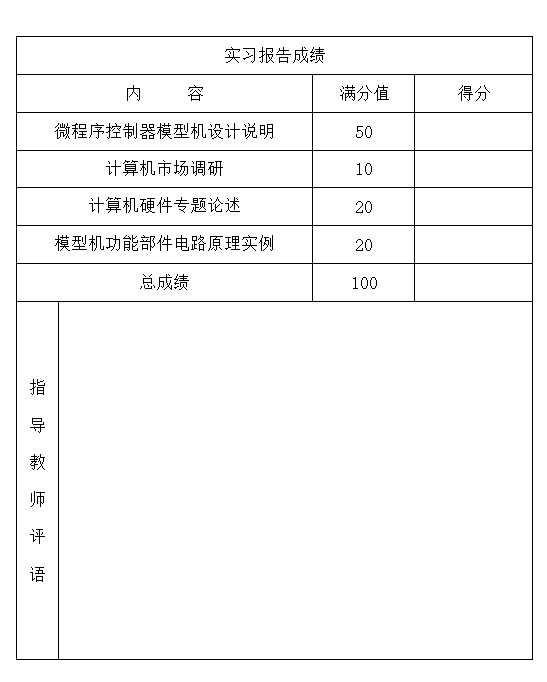 实习报告成绩
内 容 满分值 得分
微程序控制器模型机设计说明 50
计算机市场调研 10
计算机硬件专题论述 20
模型机功能部件电路原理实例 20
总成绩 100
指
导
教
师
评
语